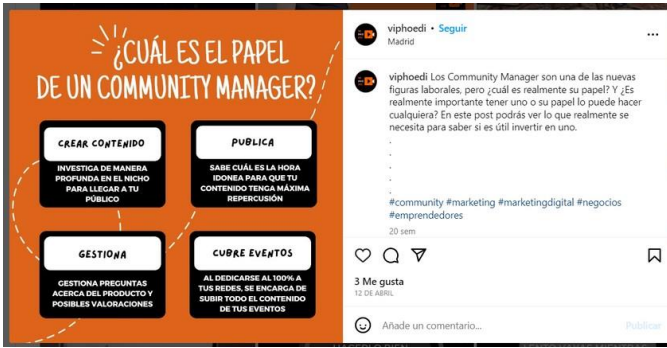 ¿CUÁL ES EL PAPEL
DE UN COMMUNITY MANAGER?
CREAR CONTENIDO
INVESTIGA DE MANERA
PROFUNDA EN EL NICHO
PARA LLEGAR A TU
PÚBLICO
PUBLICA
SABE CUÁL ES LA HORA
IDONEA PARA QUE TU
CONTENIDO TENGA MÁXIMA
REPERCUSIÓN
GESTIONA
GESTIONA PREGUNTAS
ACERCA DEL PRODUCTO Y
POSIBLES VALORACIONES
CUBRE EVENTOS
AL DEDICARSE AL 100% A
TUS REDES, SE ENCARGA DE
SUBIR TODO EL CONTENIDO
DE TUS EVENTOS
viphoedi • Seguir
Madrid
viphoedi Los Community Manager son una de las nuevas
figuras laborales, pero ¿cuál es realmente su papel? Y ¿Es
realmente importante tener uno o su papel lo puede hacer
cualquiera? En este post podrás ver lo que realmente se
necesita para saber si es útil invertir en uno.
.
.
.
.
.
#community #marketing #marketingdigital #negocios
#emprendedores
20 sem
3 Me gusta
12 DE ABRIL
Añade un comentario...
Publicar